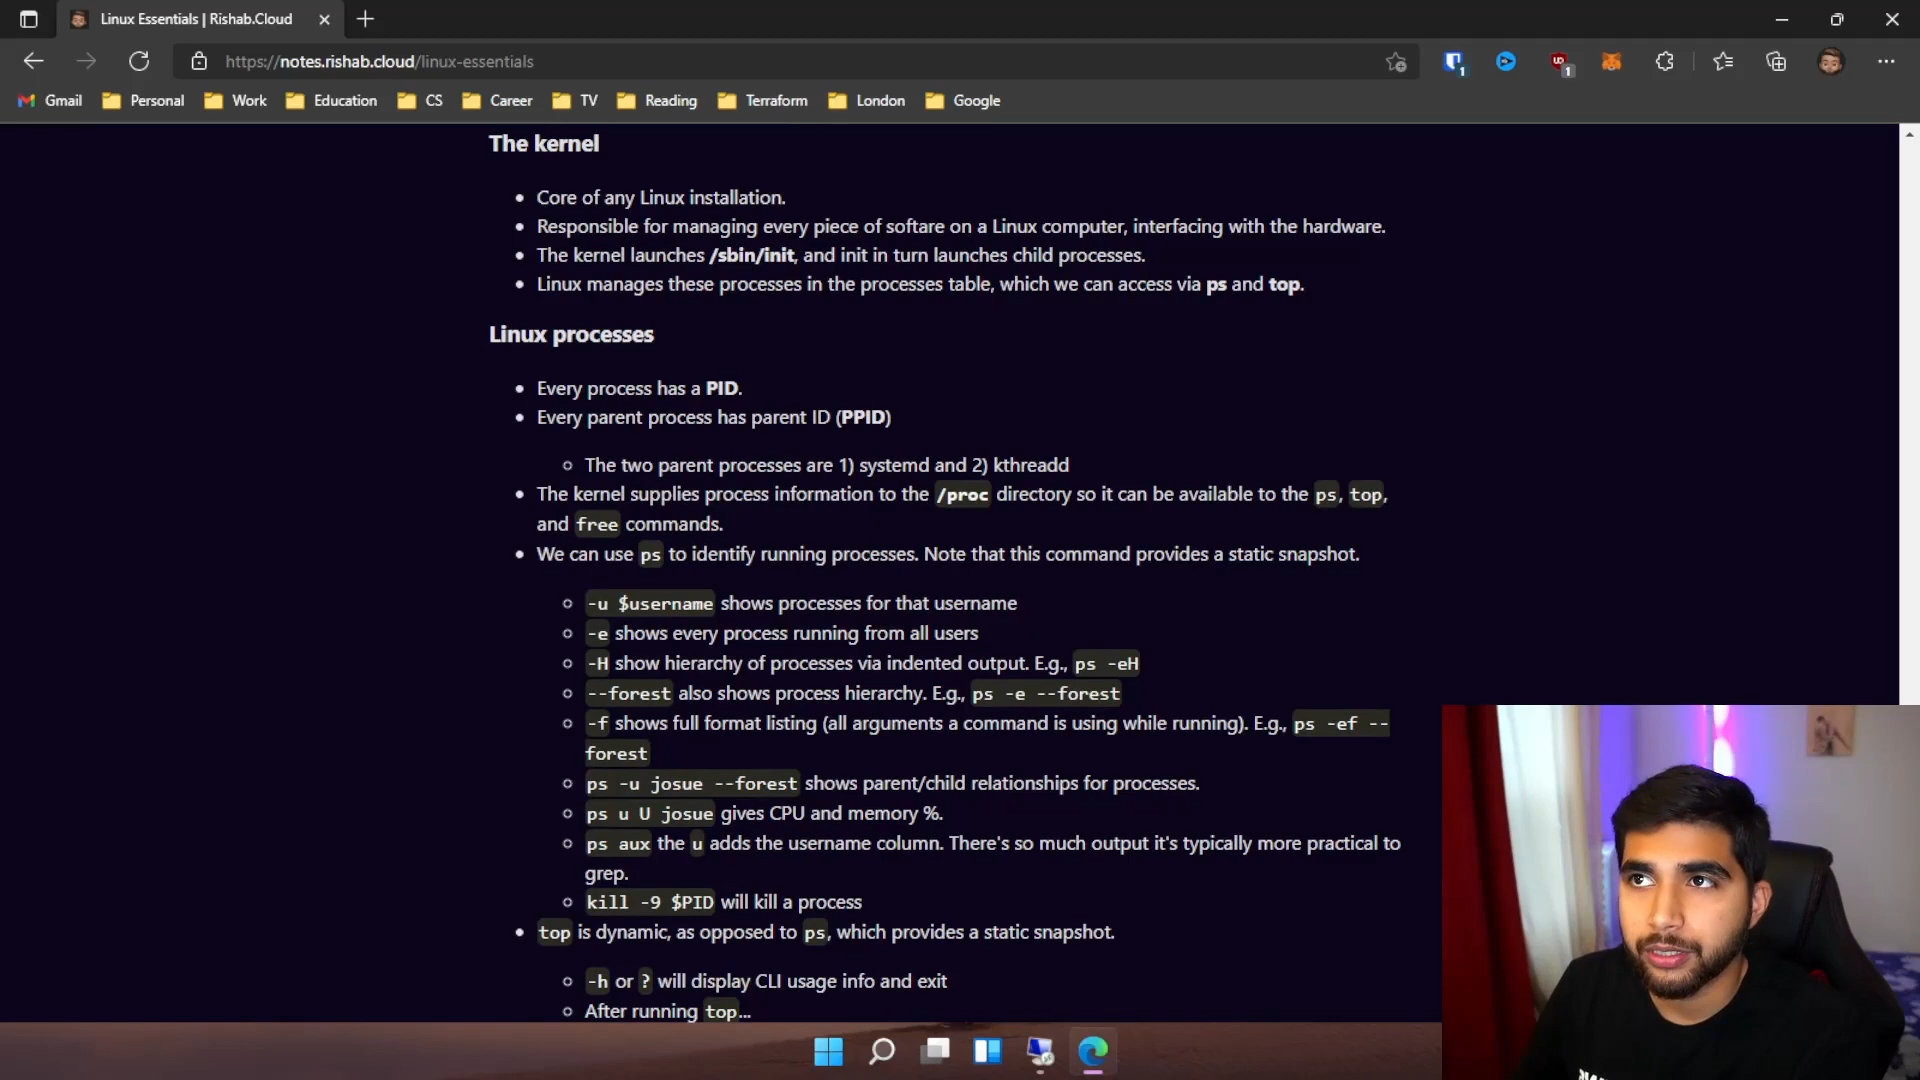 Linux Essentials | Rishab.Cloud
https://notes.rishab.cloud/linux-essentials
1
1
Gmail Personal Work Education CS Career TV Reading Terraform London Google
The kernel
Core of any Linux installation.
Responsible for managing every piece of softare on a Linux computer, interfacing with the hardware.
The kernel launches /sbin/init, and init in turn launches child processes.
Linux manages these processes in the processes table, which we can access via ps and top.
Linux processes
Every process has a PID.
Every parent process has parent ID (PPID)
The two parent processes are 1) systemd and 2) kthreadd
The kernel supplies process information to the /proc directory so it can be available to the ps, top,
and free commands.
We can use ps to identify running processes. Note that this command provides a static snapshot.
-u $username shows processes for that username
-e shows every process running from all users
-H show hierarchy of processes via indented output. E.g., ps -eH
--forest also shows process hierarchy. E.g., ps -e --forest
-f shows full format listing (all arguments a command is using while running). E.g., ps -ef --
forest
ps -u josue --forest shows parent/child relationships for processes.
ps u U josue gives CPU and memory %.
ps aux the u adds the username column. There's so much output it's typically more practical to
grep.
kill -9 $PID will kill a process
top is dynamic, as opposed to ps, which provides a static snapshot.
-h or ? will display CLI usage info and exit
After running top...